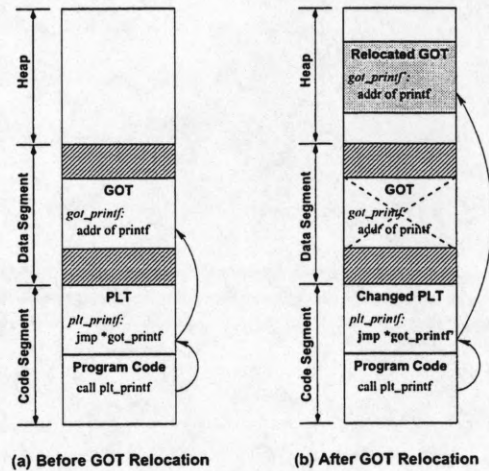 Heap
Data Segment
GOT
got_printf:
addr of printf
Code Segment
PLT
plt_printf:
jmp *got_printf
Program Code
call plt_printf
(a) Before GOT Relocation
Heap
Relocated GOT
got_printf':
addr of printf
Data Segment
GOT
got_printf:
addr of printf
Code Segment
Changed PLT
plt_printf:
jmp *got_printf'
Program Code
call plt_printf
(b) After GOT Relocation